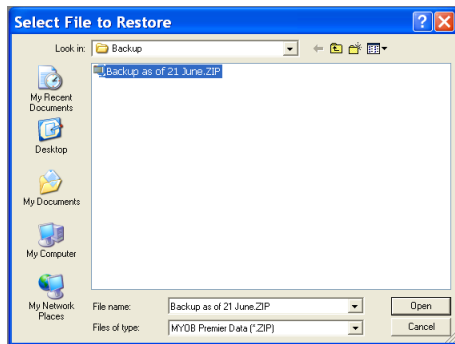 Select File to Restore
Look in: Backup
Backup as of 21 June.ZIP
My Recent
Documents
Desktop
My Documents
My Computer
My Network
Places
File name: Backup as of 21 June.ZIP Open
Files of type: MYOB Premier Data (*.ZIP) Cancel